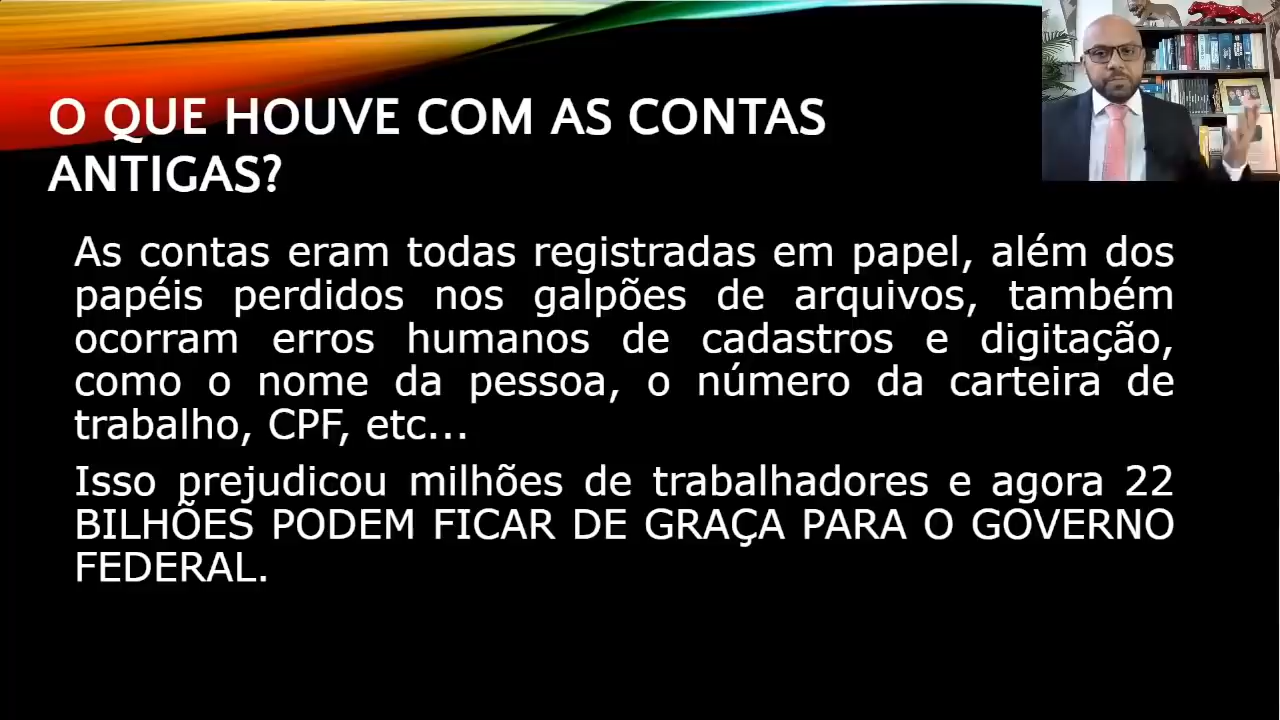 O QUE HOUVE COM AS CONTAS
ANTIGAS?
As contas eram todas registradas em papel, além dos
papéis perdidos nos galpões de arquivos, também
ocorram erros humanos de cadastros e digitação,
como o nome da pessoa, o número da carteira de
trabalho, CPF, etc...
Isso prejudicou milhões de trabalhadores e agora 22
BILHÕES PODEM FICAR DE GRAÇA PARA O GOVERNO
FEDERAL.